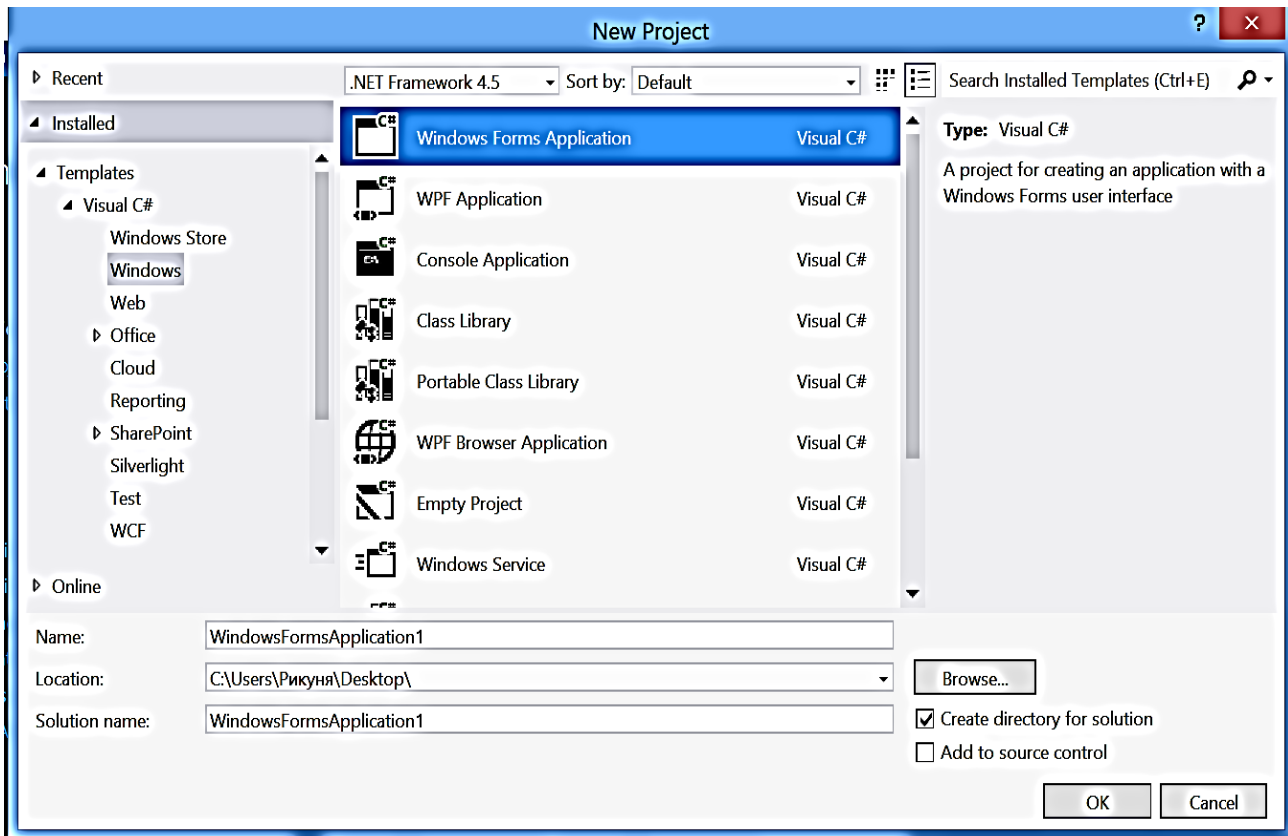 New Project
?
Recent
.NET Framework 4.5
Sort by: Default
Search Installed Templates (Ctrl+E)
Installed
Templates
Visual C#
Windows Store
Windows
Web
Office
Cloud
Reporting
SharePoint
Silverlight
Test
WCF
Online
Windows Forms Application Visual C#
WPF Application Visual C#
Console Application Visual C#
Class Library Visual C#
Portable Class Library Visual C#
WPF Browser Application Visual C#
Empty Project Visual C#
Windows Service Visual C#
Type: Visual C#
A project for creating an application with a
Windows Forms user interface
Name: WindowsFormsApplication1
Location: C:\Users\Рикуня\Desktop\
Browse...
Solution name: WindowsFormsApplication1
Create directory for solution
Add to source control
OK
Cancel